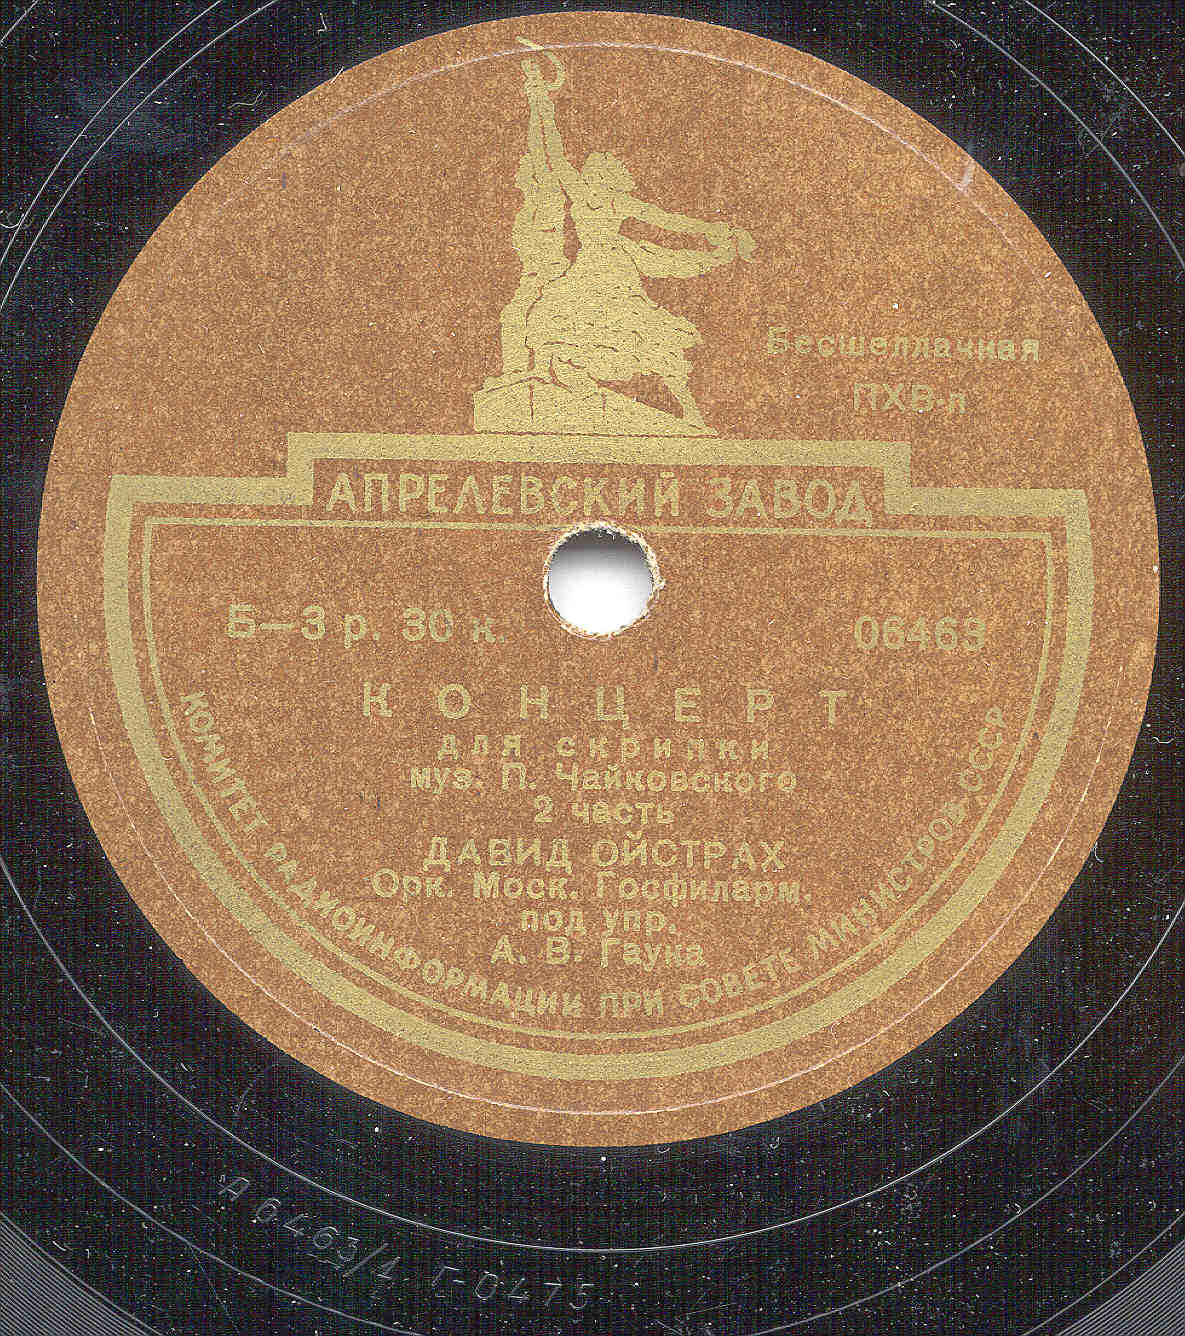 Бесшеллачная
ПХВ-л
АПРЕЛЕВСКИЙ ЗАВОД
Б—3 р. 30 к.
06463
КОНЦЕРТ
для скрипки
муз. П. Чайковского
2 часть
ДАВИД ОЙСТРАХ
Орк. Моск. Госфиларм.
под упр.
А. В. Гаука
КОМИТЕТ РАДИОИНФОРМАЦИИ ПРИ СОВЕТЕ МИНИСТРОВ СССР
А 6463/1 Г-0475